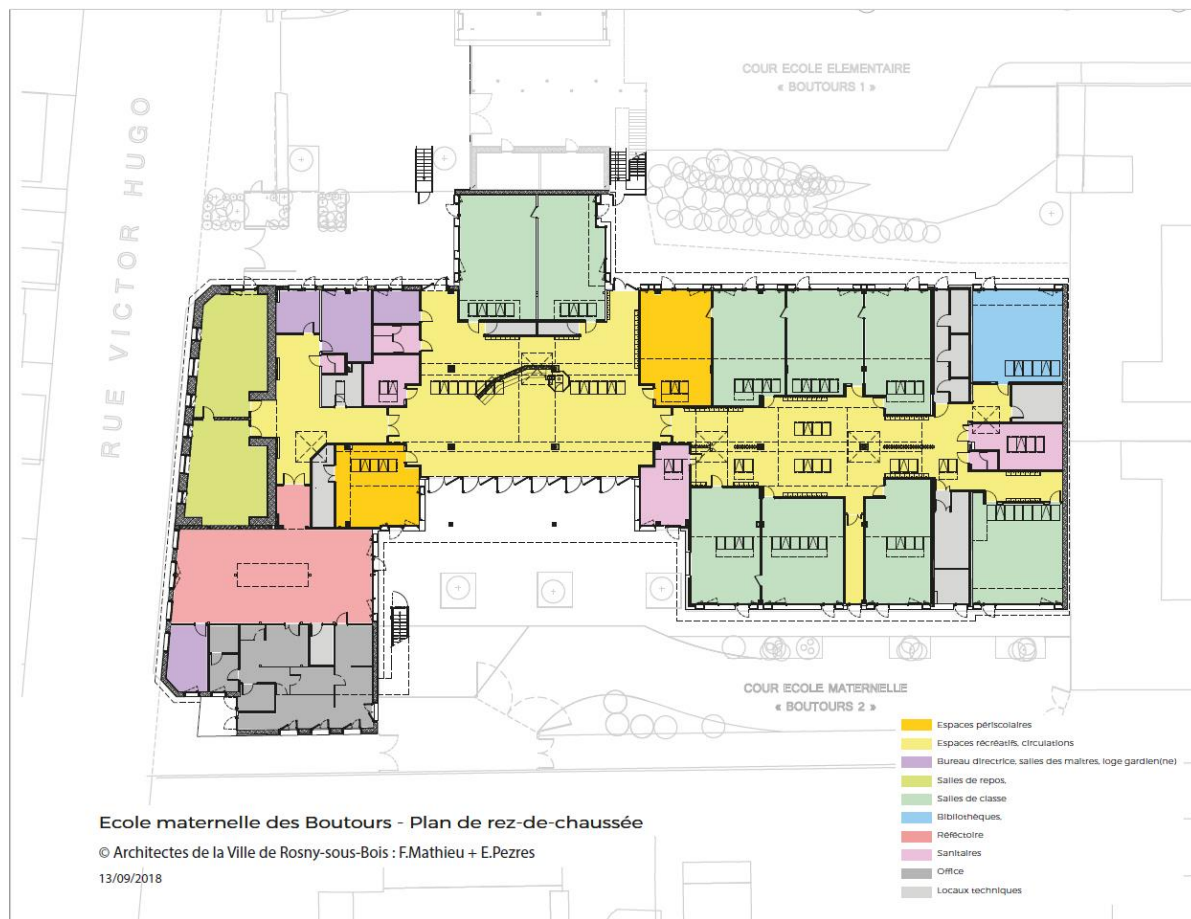 COUR ECOLE ELEMENTAIRE
« BOUTOURS 1 »
RUE VICTOR HUGO
COUR ECOLE MATERNELLE
« BOUTOURS 2 »
Espaces périscolaires
Espaces récréatifs, circulations
Bureau directrice, salles des maîtres, loge gardien(ne)
Salles de repos,
Salles de classe
Bibliothèques,
Réfectoire
Sanitaires
Office
Locaux techniques
Ecole maternelle des Boutours - Plan de rez-de-chaussée
© Architectes de la Ville de Rosny-sous-Bois : F.Mathieu + E.Pezres
13/09/2018